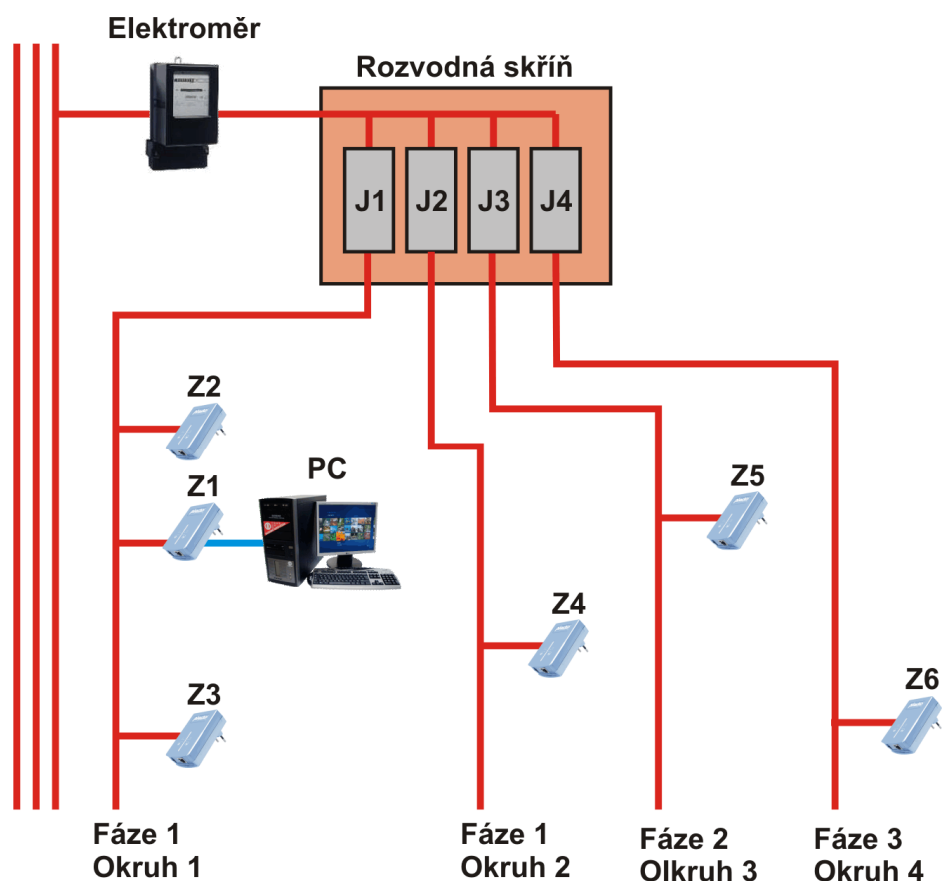 Elektroměr
Rozvodná skříň
J1 J2 J3 J4
Z2
Z1
PC
Z5
Z4
Z3
Z6
Fáze 1
Okruh 1
Fáze 1
Okruh 2
Fáze 2
Olkruh 3
Fáze 3
Okruh 4